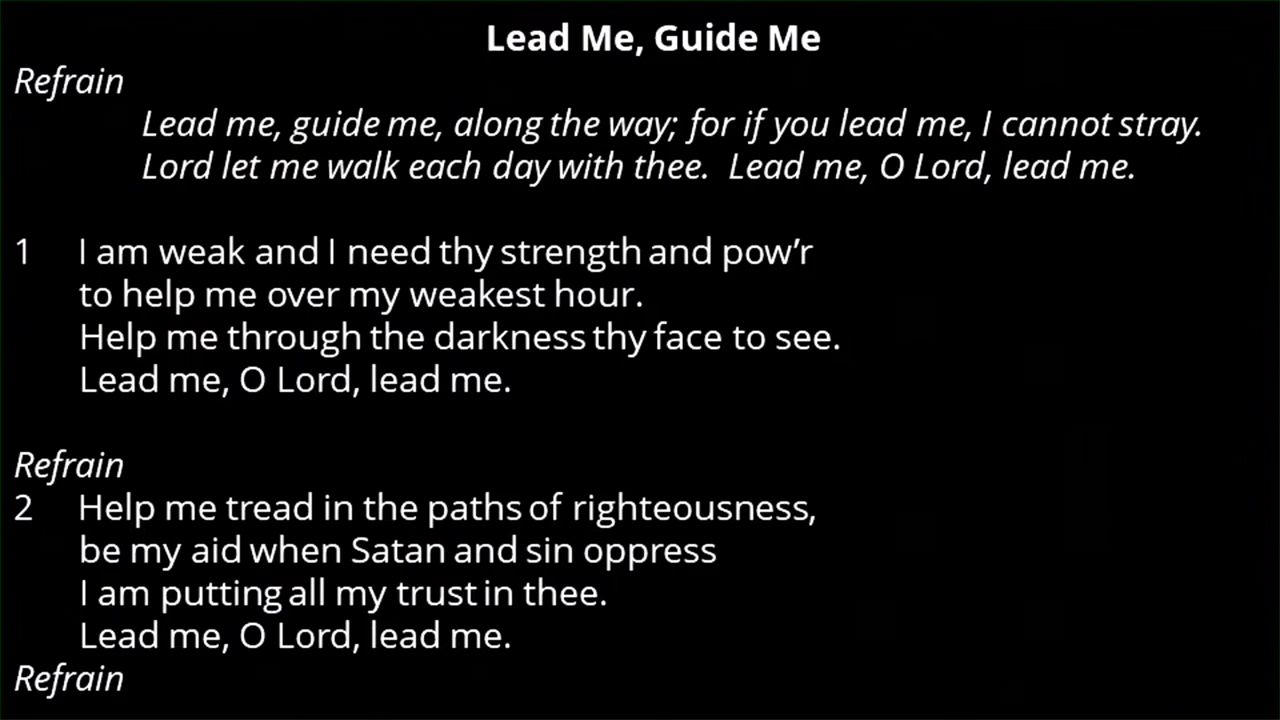 Lead Me, Guide Me
Refrain
Lead me, guide me, along the way; for if you lead me, I cannot stray.
Lord let me walk each day with thee.  Lead me, O Lord, lead me.
1 I am weak and I need thy strength and pow’r
to help me over my weakest hour.
Help me through the darkness thy face to see.
Lead me, O Lord, lead me.
Refrain
2 Help me tread in the paths of righteousness,
be my aid when Satan and sin oppress
I am putting all my trust in thee.
Lead me, O Lord, lead me.
Refrain